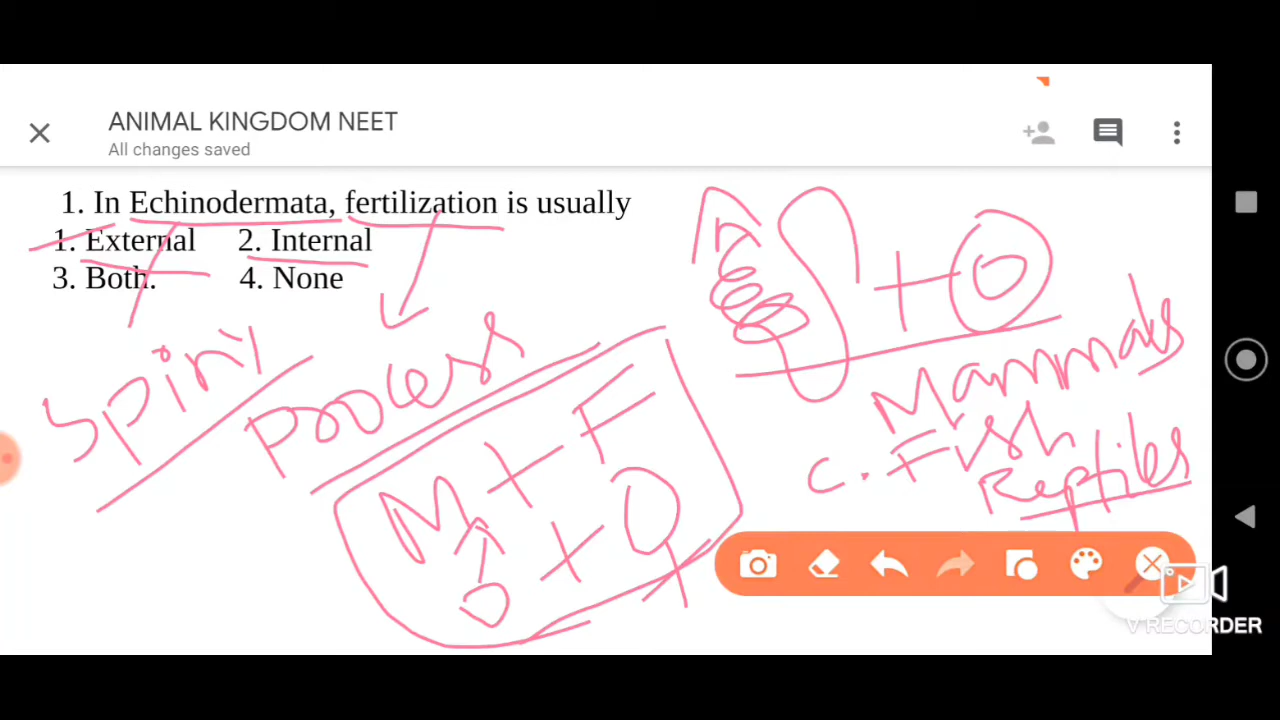 ANIMAL KINGDOM NEET
All changes saved
1. In Echinodermata, fertilization is usually
1. External 2. Internal
3. Both. 4. None
Spiny
Process
M + F
+
+
Mammals
C. Fish
Reptiles
V RECORDER